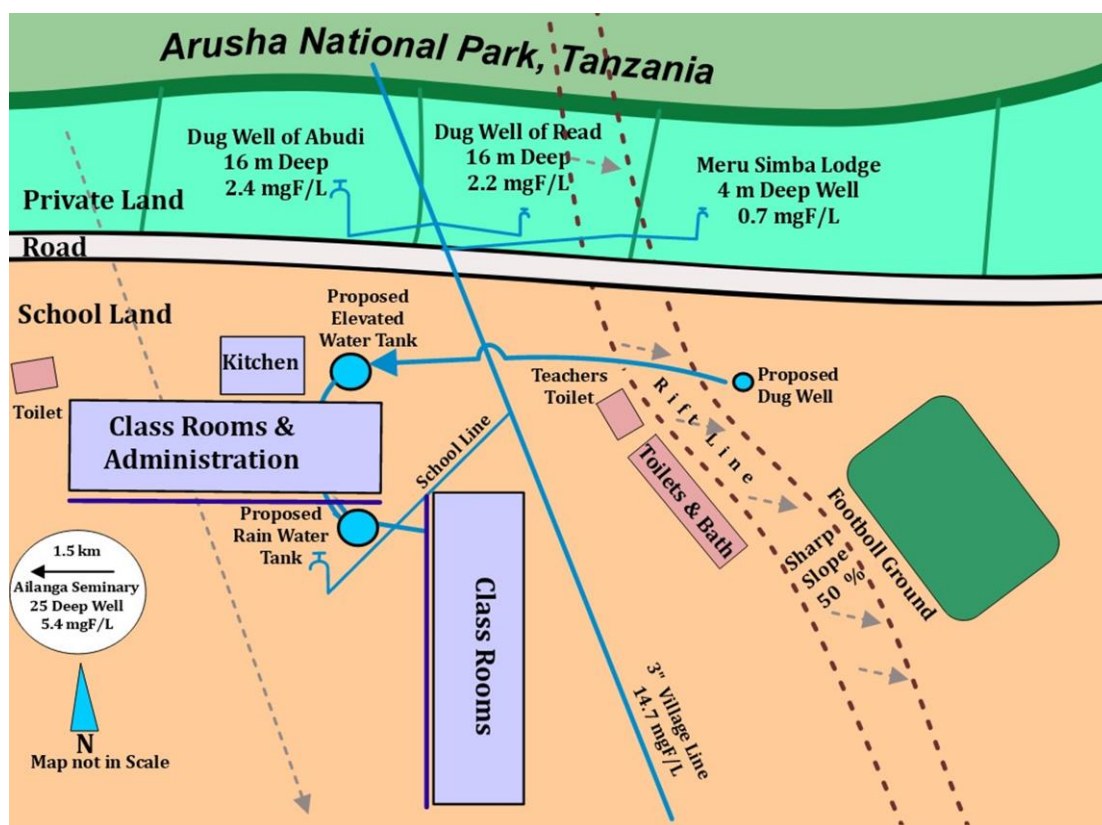 Arusha National Park, Tanzania
Dug Well of Abudi
16 m Deep
2.4 mgF/L
Dug Well of Read
16 m Deep
2.2 mgF/L
Meru Simba Lodge
4 m Deep Well
0.7 mgF/L
Private Land
Road
School Land
Proposed
Elevated
Water Tank
Kitchen
Toilet
Class Rooms &
Administration
School Line
Teachers
Toilet
Rift Line
Proposed
Dug Well
Toilets & Bath
Sharp
Slope
50 %
Footboll Ground
Proposed
Rain Water
Tank
Class Rooms
1.5 km
Ailanga Seminary
25 Deep Well
5.4 mgF/L
3" Village Line
14.7 mgF/L
N
Map not in Scale